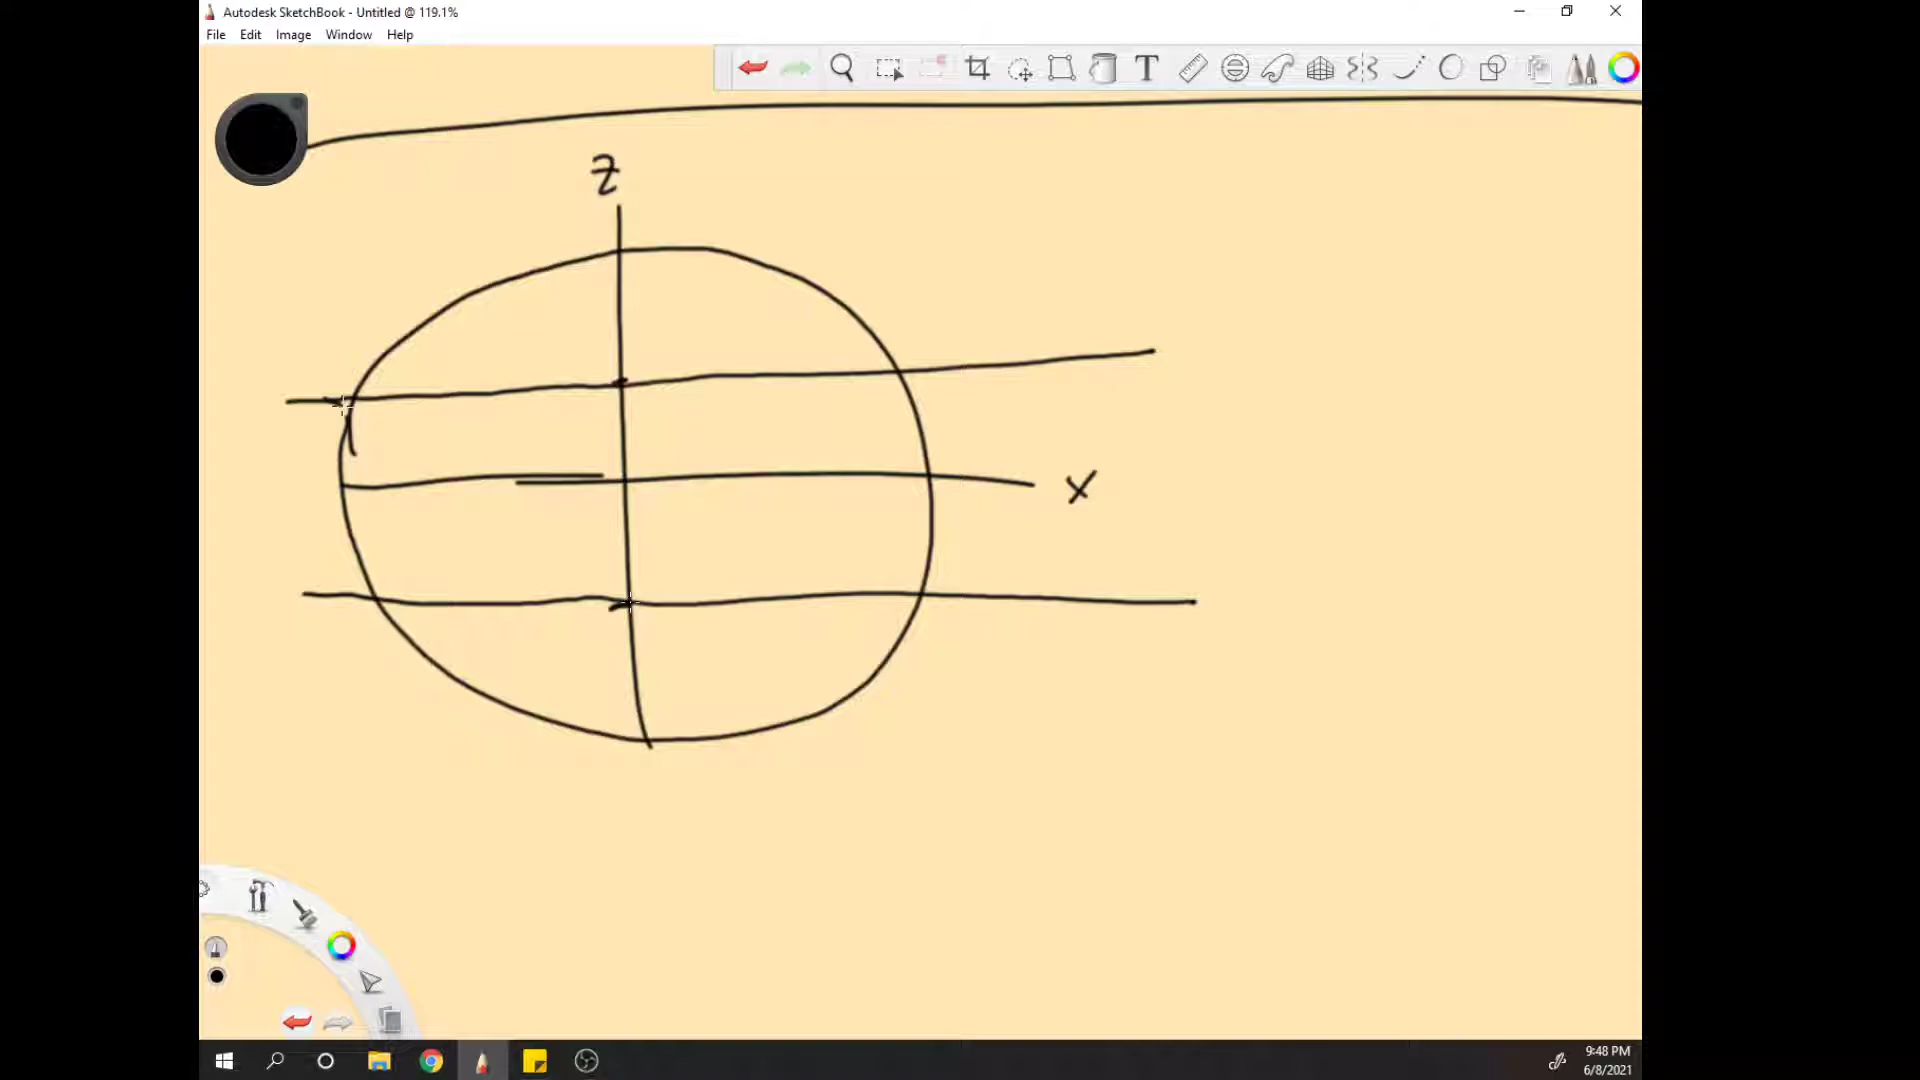 Autodesk SketchBook - Untitled @ 119.1%
File Edit Image Window Help
T
z
x
9:48 PM
6/8/2021